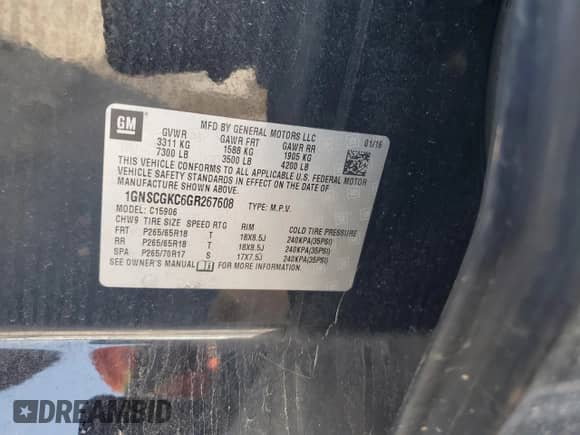 GM
MFD BY GENERAL MOTORS LLC
01/16
GVWR GAWR FRT GAWR RR
3311 KG 1588 KG 1905 KG
7300 LB 3500 LB 4200 LB
THIS VEHICLE CONFORMS TO ALL APPLICABLE U.S. FEDERAL MOTOR
VEHICLE SAFETY STANDARDS IN EFFECT ON THE DATE OF
MANUFACTURE SHOWN ABOVE.
1GNSCGKC6GR267608 TYPE: M.P.V.
MODEL: C15906
CHW9 TIRE SIZE SPEED RTG RIM COLD TIRE PRESSURE
FRT P265/65R18 T 18X8.5J 240KPA(35PSI)
RR P265/65R18 T 18X8.5J 240KPA(35PSI)
SPA P265/70R17 S 17X7.5J 240KPA(35PSI)
SEE OWNER'S MANUAL FOR MORE INFORMATION.
DREAMBID